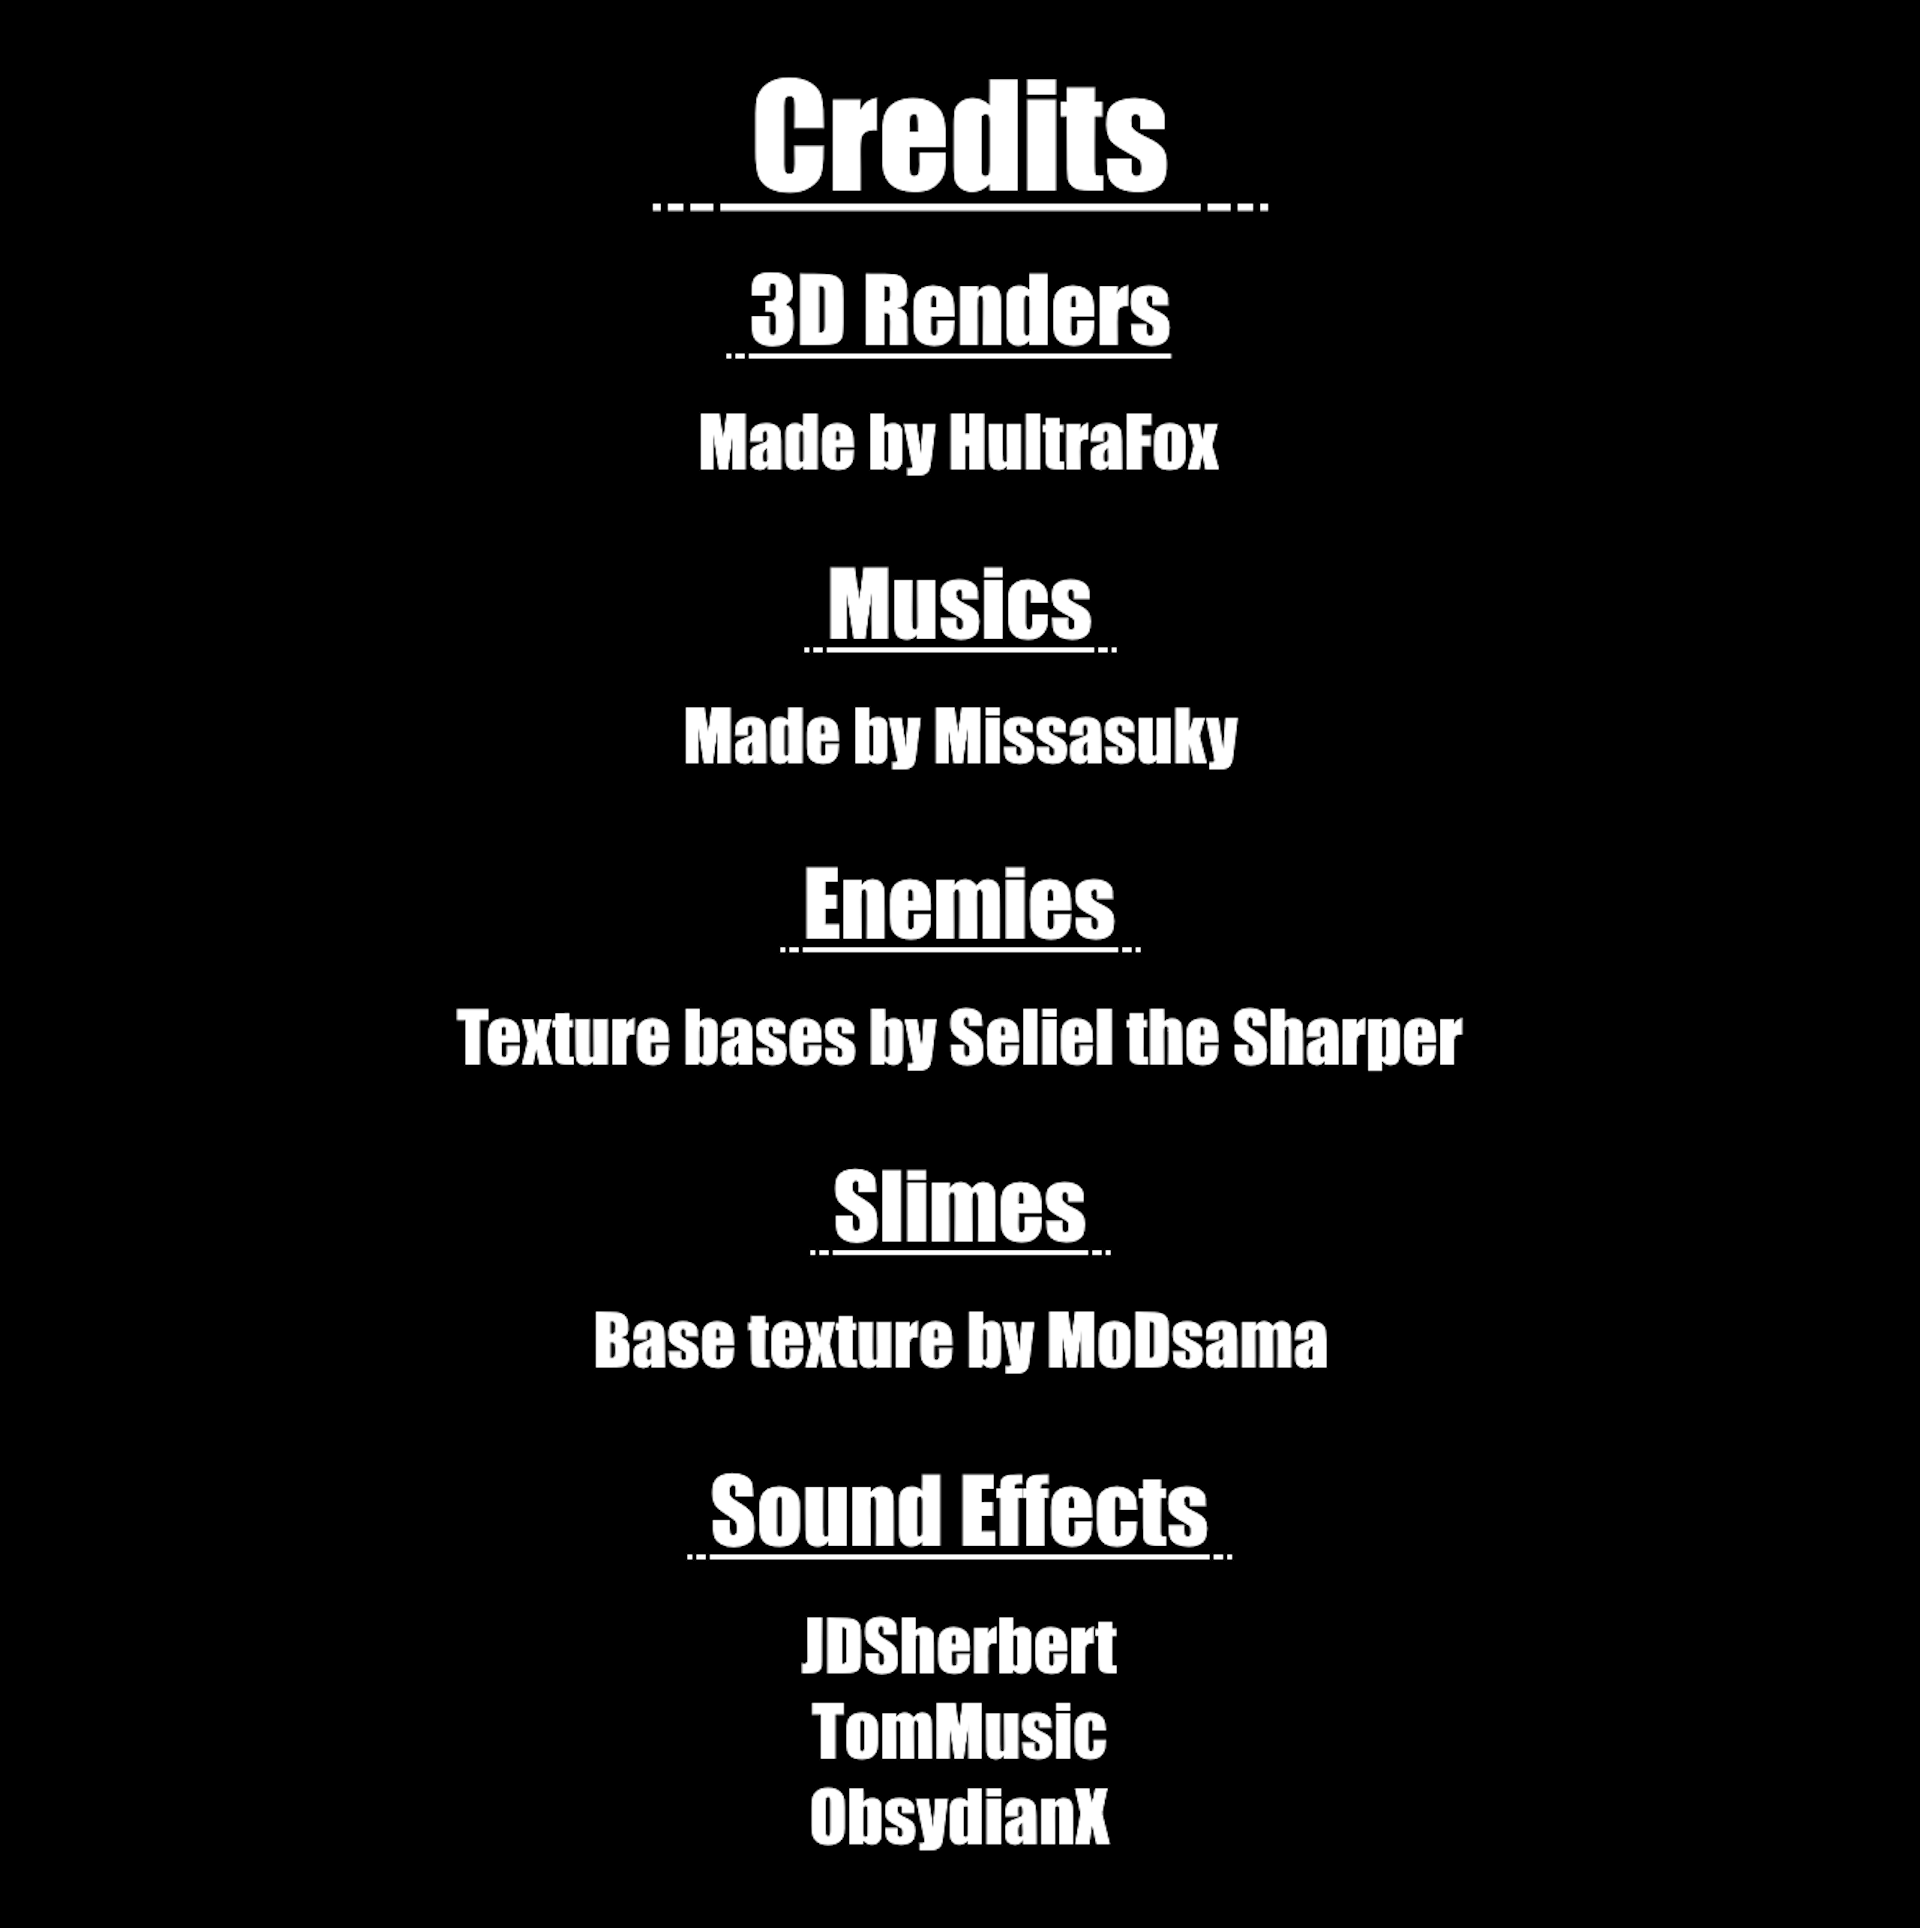 Credits
3D Renders
Made by HultraFox
Musics
Made by Missasuky
Enemies
Texture bases by Seliel the Sharper
Slimes
Base texture by MoDsama
Sound Effects
JDSherbert
TomMusic
ObsydianX